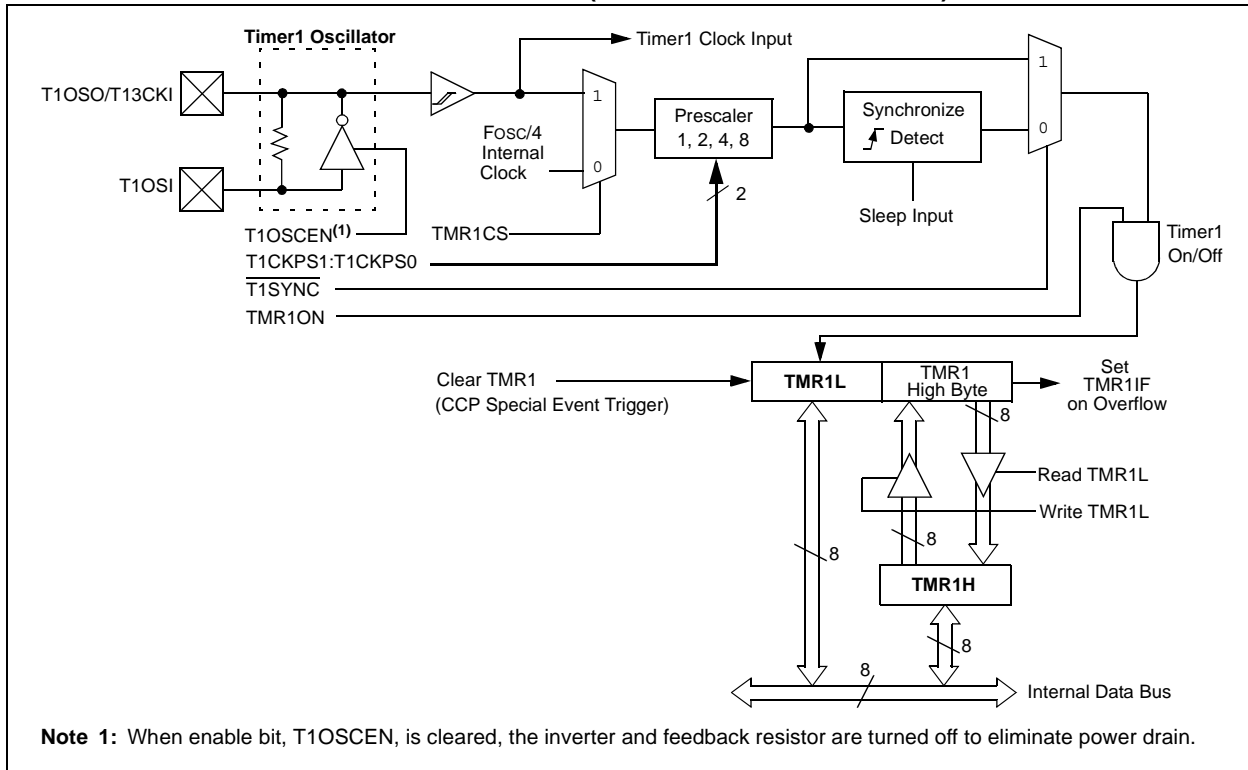 Timer1 Oscillator
Timer1 Clock Input
T1OSO/T13CKI
1
1
Prescaler
1, 2, 4, 8
Synchronize
Detect
FOSC/4
Internal
Clock
0
0
T1OSI
2
Sleep Input
T1OSCEN(1)
TMR1CS
Timer1
On/Off
T1CKPS1:T1CKPS0
T1SYNC
TMR1ON
Clear TMR1
(CCP Special Event Trigger)
TMR1L
TMR1
High Byte
Set
TMR1IF
on Overflow
8
Read TMR1L
Write TMR1L
8
8
TMR1H
8
8
Internal Data Bus
Note 1: When enable bit, T1OSCEN, is cleared, the inverter and feedback resistor are turned off to eliminate power drain.